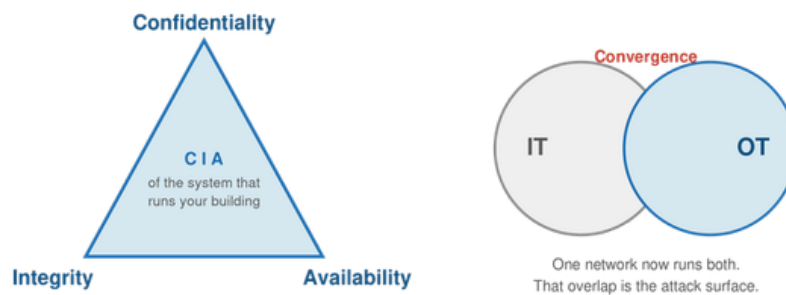 Confidentiality
C I A
of the system that
runs your building
Integrity
Availability
Convergence
IT
OT
One network now runs both.
That overlap is the attack surface.